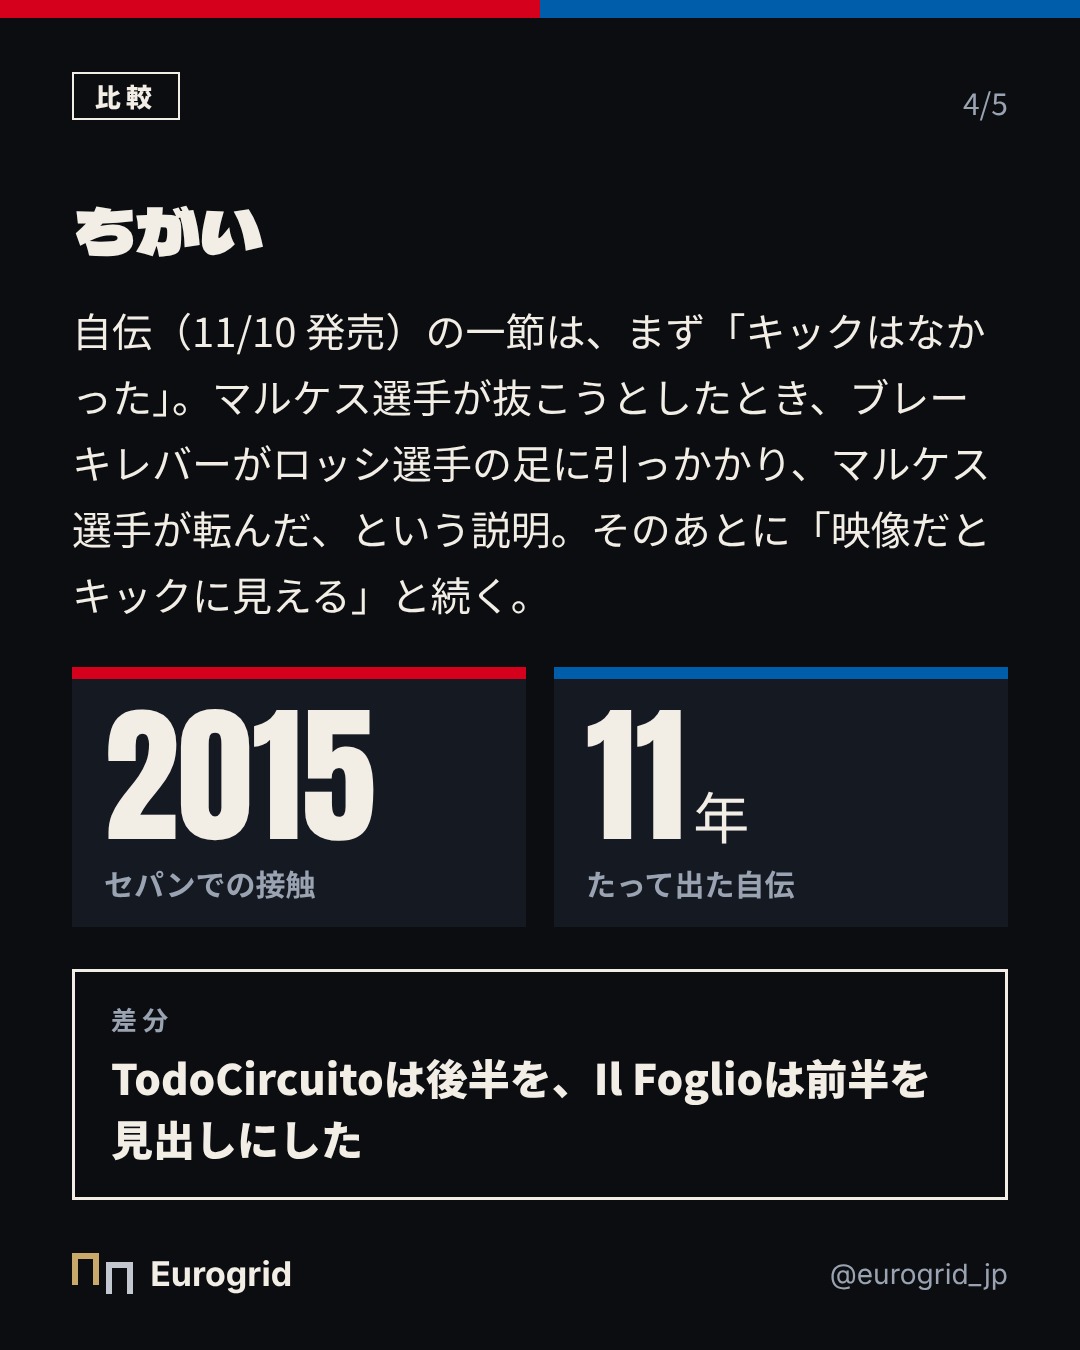 比較
4/5
ちがい
自伝（11/10 発売）の一節は、まず「キックはなか
った」。マルケス選手が抜こうとしたとき、ブレー
キレバーがロッシ選手の足に引っかかり、マルケス
選手が転んだ、という説明。そのあとに「映像だと
キックに見える」と続く。
2015
セパンでの接触
11年
たって出た自伝
差分
TodoCircuitoは後半を、Il Foglioは前半を
見出しにした
Eurogrid
@eurogrid_jp